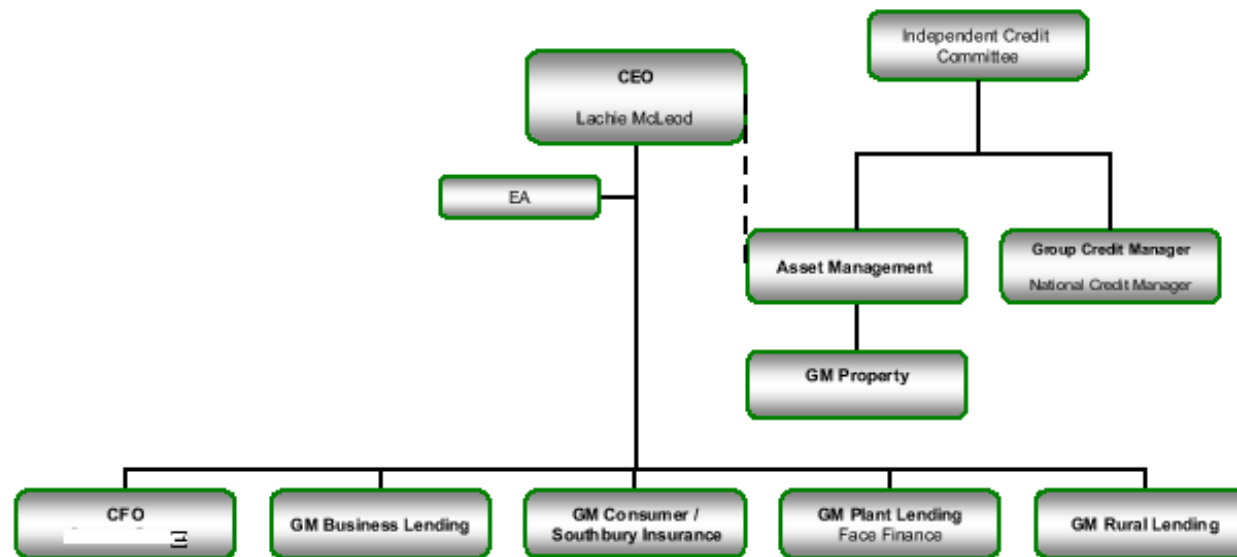 Independent Credit
Committee
CEO
Lachie McLeod
EA
Asset Management
Group Credit Manager
National Credit Manager
GM Property
CFO
GM Business Lending
GM Consumer /
Southbury Insurance
GM Plant Lending
Face Finance
GM Rural Lending